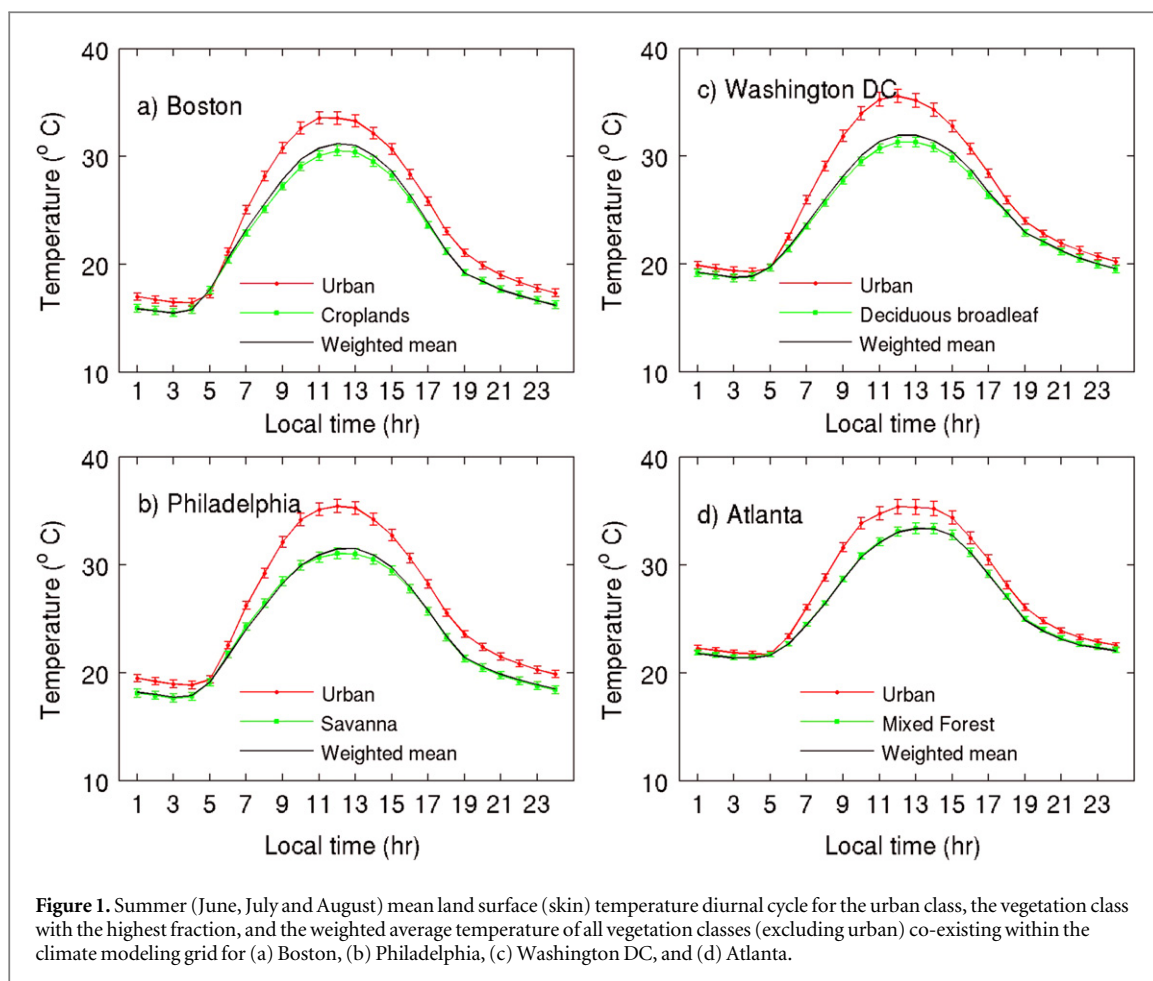 a) Boston
Temperature (° C)
40
30
20
10
Urban
Croplands
Weighted mean
1 3 5 7 9 11 13 15 17 19 21 23
Local time (hr)
c) Washington DC
Temperature (° C)
40
30
20
10
Urban
Deciduous broadleaf
Weighted mean
1 3 5 7 9 11 13 15 17 19 21 23
Local time (hr)
b) Philadelphia
Temperature (° C)
40
30
20
10
Urban
Savanna
Weighted mean
1 3 5 7 9 11 13 15 17 19 21 23
Local time (hr)
d) Atlanta
Temperature (° C)
40
30
20
10
Urban
Mixed Forest
Weighted mean
1 3 5 7 9 11 13 15 17 19 21 23
Local time (hr)
Figure 1. Summer (June, July and August) mean land surface (skin) temperature diurnal cycle for the urban class, the vegetation class
with the highest fraction, and the weighted average temperature of all vegetation classes (excluding urban) co-existing within the
climate modeling grid for (a) Boston, (b) Philadelphia, (c) Washington DC, and (d) Atlanta.